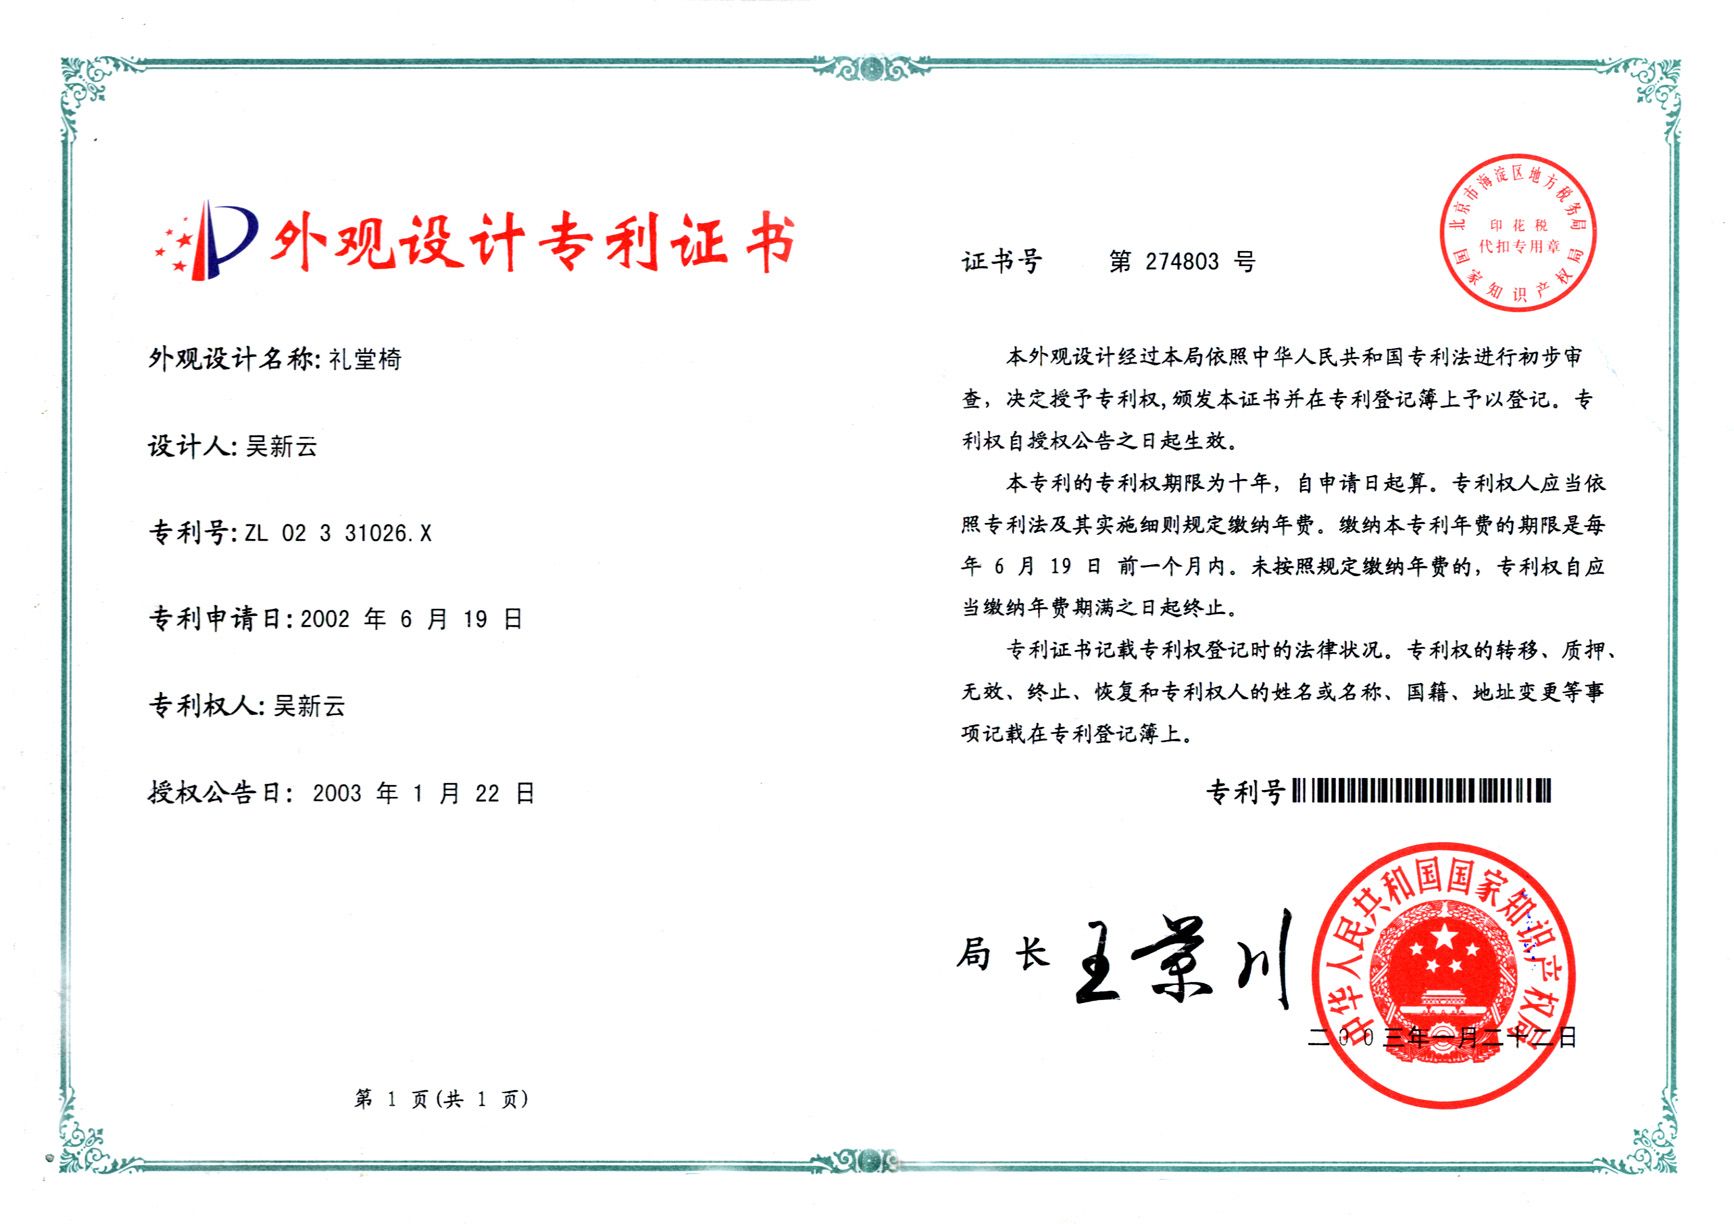 外观设计专利证书
外观设计名称: 礼堂椅
设计人: 吴新云
专利号: ZL 02 3 31026.X
专利申请日: 2002 年 6 月 19 日
专利权人: 吴新云
授权公告日: 2003 年 1 月 22 日
第 1 页(共 1 页)
证书号 第 274803 号
北京市海淀区地方税务局
印花税
代扣专用章
国家知识产权局
本外观设计经过本局依照中华人民共和国专利法进行初步审
查，决定授予专利权,颁发本证书并在专利登记簿上予以登记。专
利权自授权公告之日起生效。
本专利的专利权期限为十年，自申请日起算。专利权人应当依
照专利法及其实施细则规定缴纳年费。缴纳本专利年费的期限是每
年 6 月 19 日 前一个月内。未按照规定缴纳年费的，专利权自应
当缴纳年费期满之日起终止。
专利证书记载专利权登记时的法律状况。专利权的转移、质押、
无效、终止、恢复和专利权人的姓名或名称、国籍、地址变更等事
项记载在专利登记簿上。
专利号
局长 王景川
中华人民共和国国家知识产权局
二00三年一月二十二日